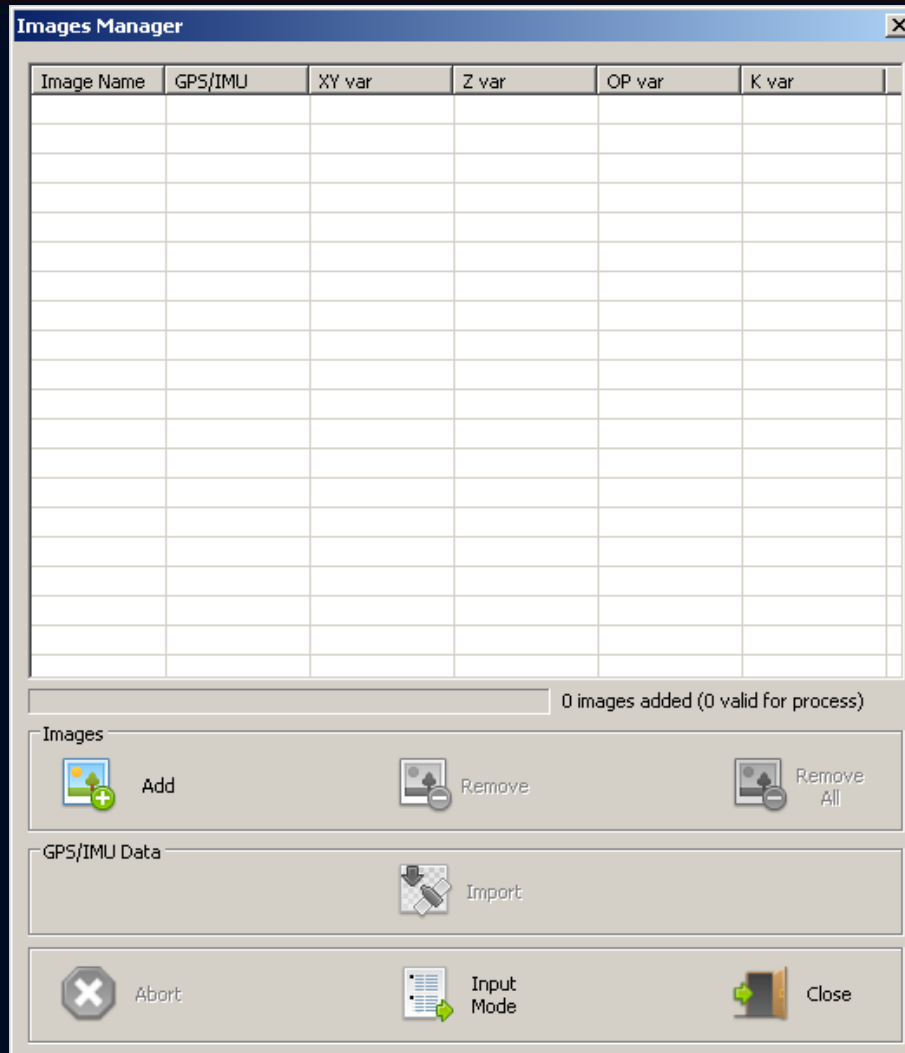 Images Manager
Image Name GPS/IMU XY var Z var OP var K var
0 images added (0 valid for process)
Images
Add Remove Remove
All
GPS/IMU Data
Import
Abort Input
Mode Close